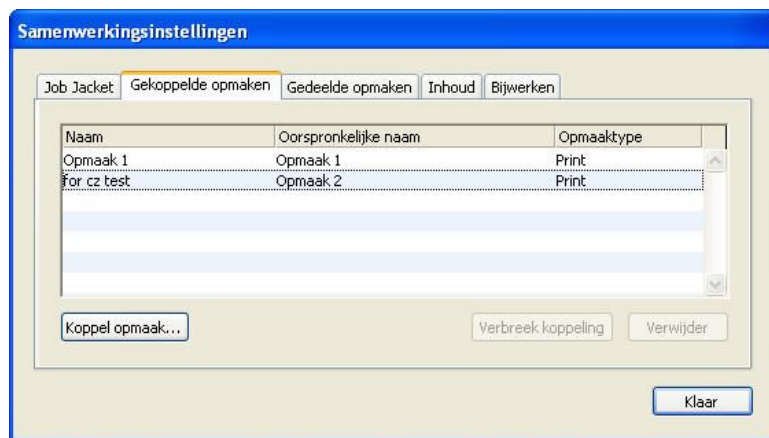 Samenwerkingsinstellingen
Job Jacket Gekoppelde opmaken Gedeelde opmaken Inhoud Bijwerken
Naam Oorspronkelijke naam Opmaaktype
Opmaak 1 Opmaak 1 Print
for cz test Opmaak 2 Print
Koppel opmaak... Verbreek koppeling Verwijder
Klaar